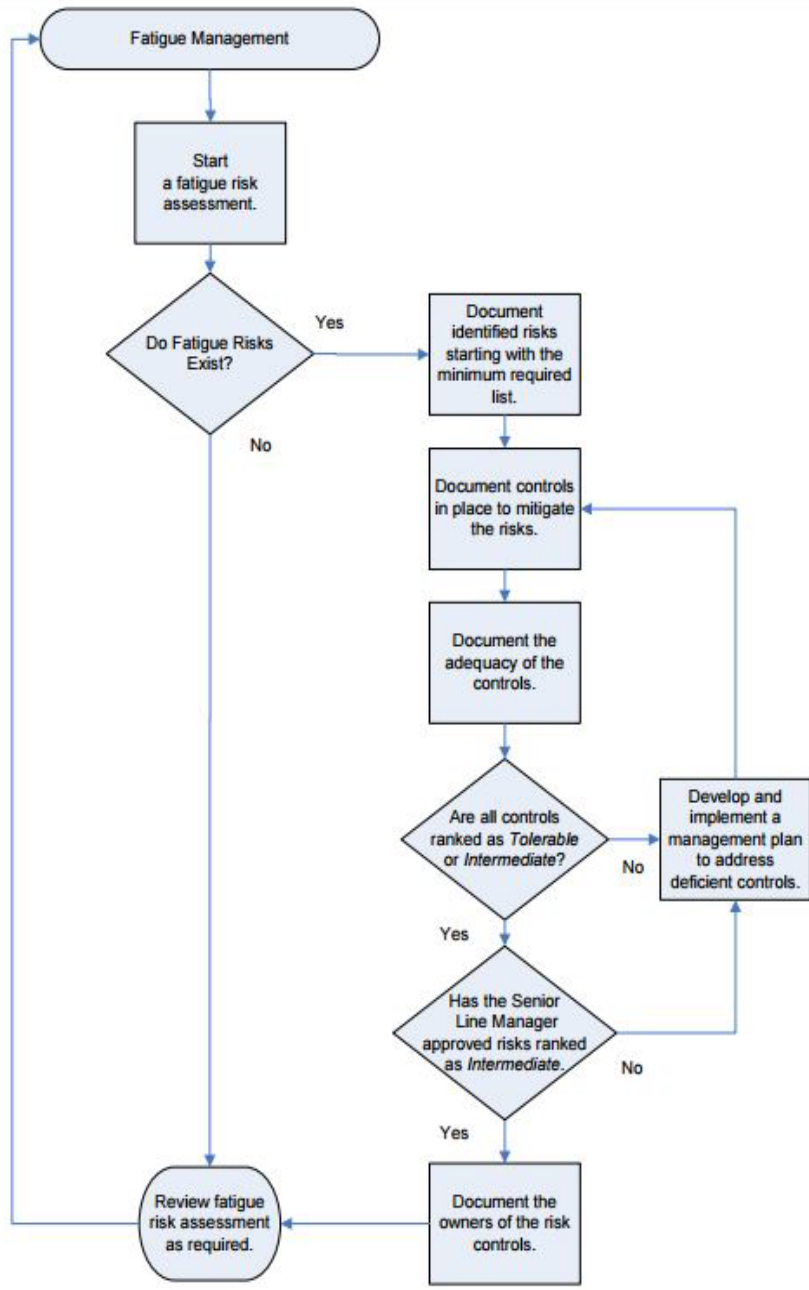 Fatigue Management
Start
a fatigue risk
assessment.
Do Fatigue Risks
Exist?
Yes
No
Document
identified risks
starting with the
minimum required
list.
Document controls
in place to mitigate
the risks.
Document the
adequacy of the
controls.
Are all controls
ranked as Tolerable
or Intermediate?
No
Yes
Develop and
implement a
management plan
to address
deficient controls.
Has the Senior
Line Manager
approved risks ranked
as Intermediate.
No
Yes
Document the
owners of the risk
controls.
Review fatigue
risk assessment
as required.